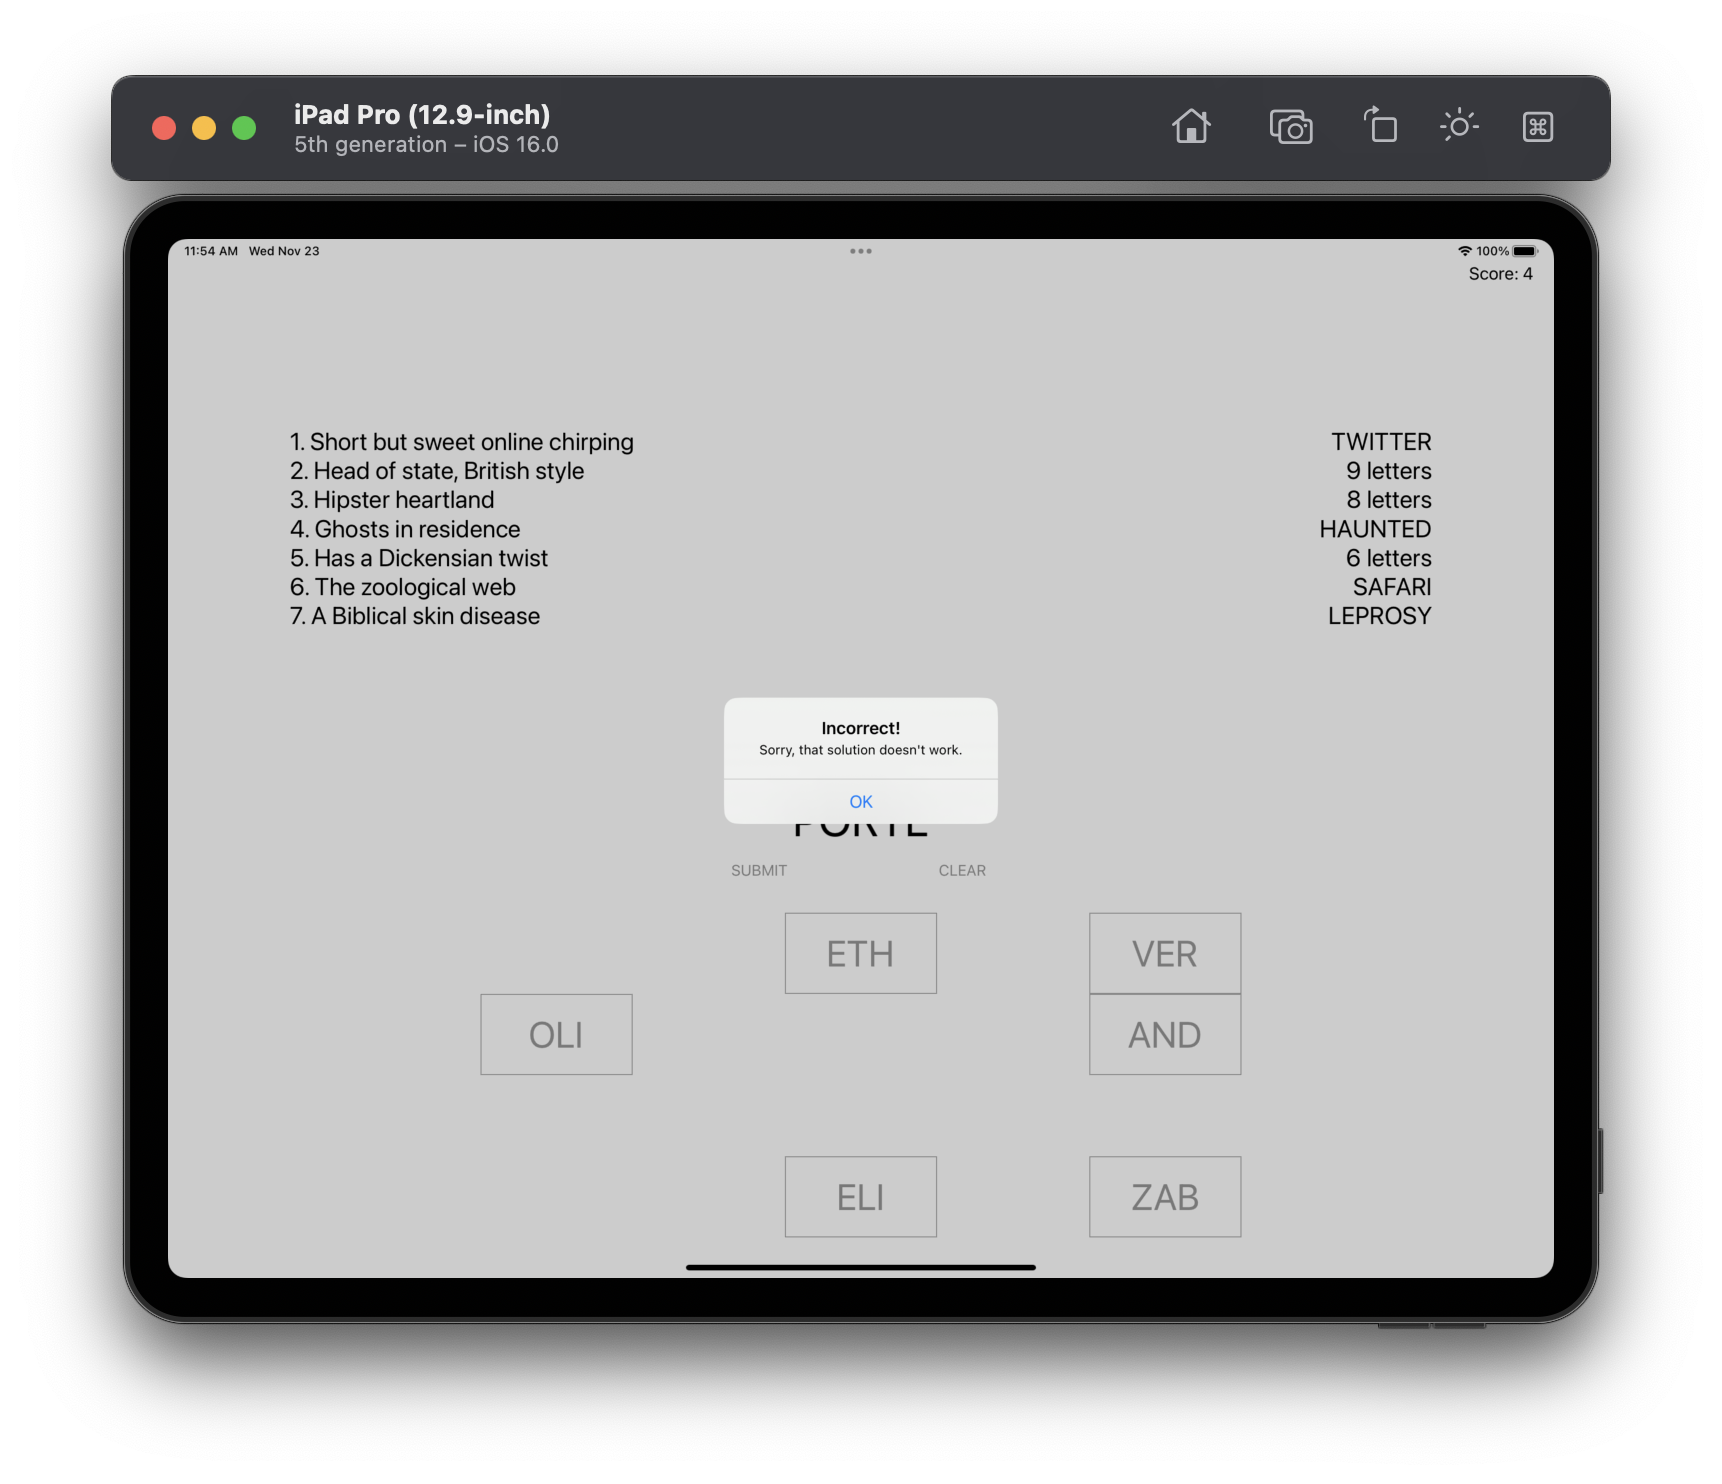 iPad Pro (12.9-inch)
5th generation – iOS 16.0
11:54 AM Wed Nov 23
100%
Score: 4
1. Short but sweet online chirping
TWITTER
2. Head of state, British style
9 letters
3. Hipster heartland
8 letters
4. Ghosts in residence
HAUNTED
5. Has a Dickensian twist
6 letters
6. The zoological web
SAFARI
7. A Biblical skin disease
LEPROSY
Incorrect!
Sorry, that solution doesn't work.
OK
PORTL
SUBMIT
CLEAR
ETH
VER
OLI
AND
ELI
ZAB